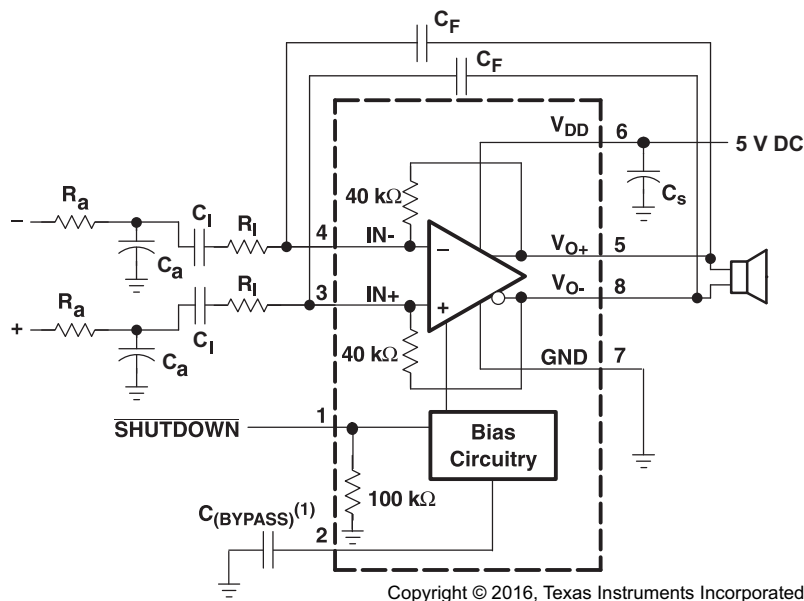 C_F
C_F
V_DD 6
5 V DC
C_s
40 kΩ
R_a
C_I
R_I
4 IN-
−
−
C_a
V_O+ 5
V_O- 8
R_a
C_I
R_I
3 IN+
+
+
C_a
40 kΩ
GND 7
SHUTDOWN 1
Bias
Circuitry
100 kΩ
C_(BYPASS)^(1) 2
Copyright © 2016, Texas Instruments Incorporated